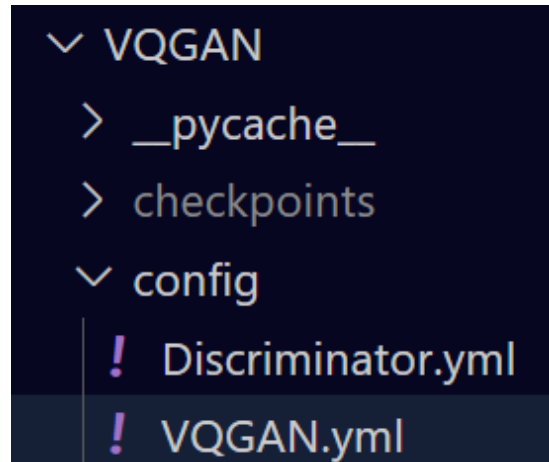 VQGAN
__pycache__
checkpoints
config
! Discriminator.yml
! VQGAN.yml